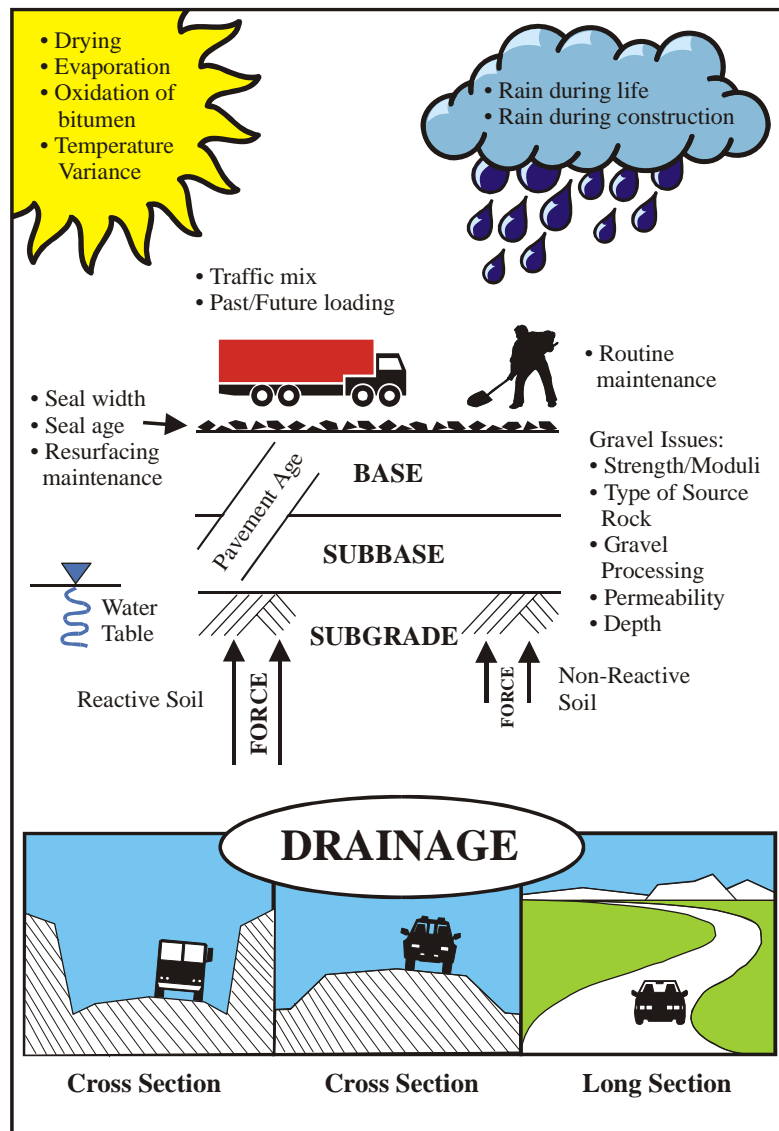 • Drying
• Evaporation
• Oxidation of
bitumen
• Temperature
Variance
• Rain during life
• Rain during construction
• Traffic mix
• Past/Future loading
• Routine
maintenance
• Seal width
• Seal age
• Resurfacing
maintenance
Gravel Issues:
• Strength/Moduli
• Type of Source
Rock
• Gravel
Processing
• Permeability
• Depth
BASE
Pavement Age
SUBBASE
Water
Table
SUBGRADE
Reactive Soil
FORCE
FORCE
Non-Reactive
Soil
DRAINAGE
Cross Section
Cross Section
Long Section